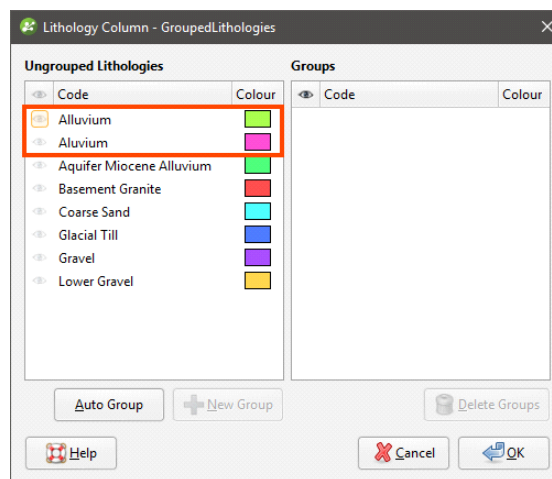 Lithology Column - GroupedLithologies
Ungrouped Lithologies
Groups
Code Colour
Code Colour
Alluvium
Aluvium
Aquifer Miocene Alluvium
Basement Granite
Coarse Sand
Glacial Till
Gravel
Lower Gravel
Auto Group
New Group
Delete Groups
Help
Cancel
OK